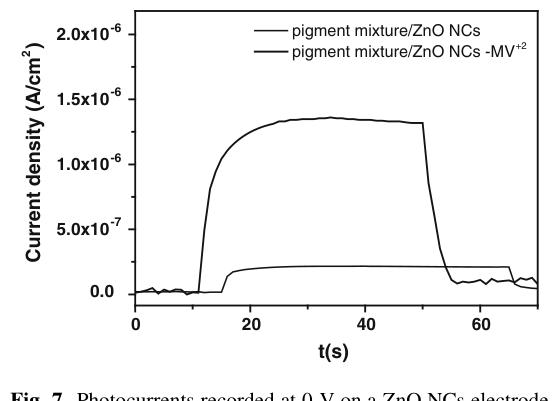 2.0x10⁻⁶
1.5x10⁻⁶
1.0x10⁻⁶
5.0x10⁻⁷
0.0
Current density (A/cm²)
pigment mixture/ZnO NCs
pigment mixture/ZnO NCs -MV⁺²
0 20 40 60
t(s)
Fig. 7 Photocurrents recorded at 0 V on a ZnO NCs electrode